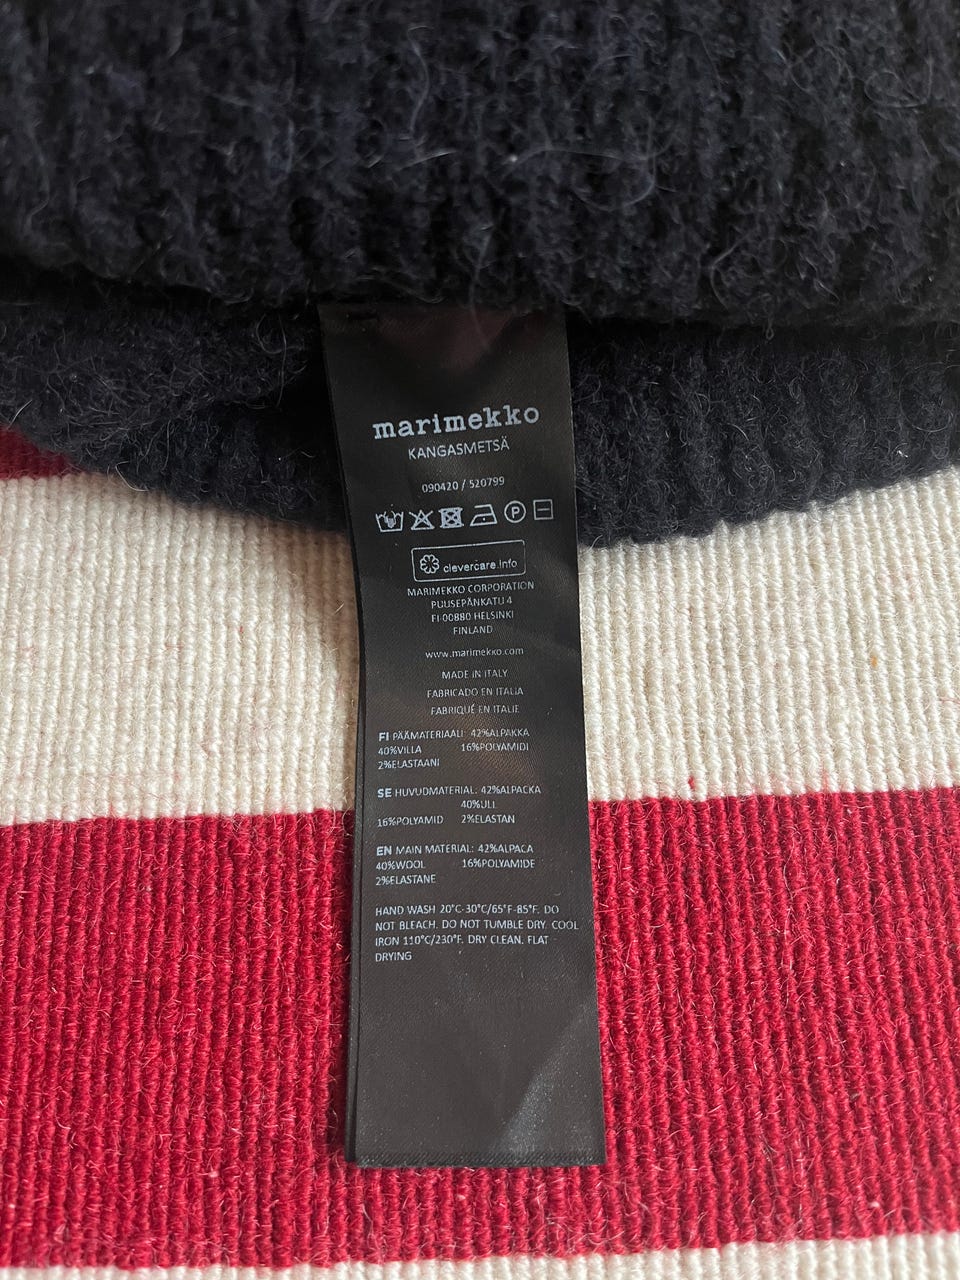 marimekko
KANGASMETSÄ
090420 / 520799
P
clevercare.info
MARIMEKKO CORPORATION
PUUSEPÄNKATU 4
FI-00880 HELSINKI
FINLAND
www.marimekko.com
MADE IN ITALY
FABRICADO EN ITALIA
FABRIQUÉ EN ITALIE
FI PÄÄMATERIAALI: 42%ALPAKKA
40%VILLA 16%POLYAMIDI
2%ELASTAANI
SE HUVUDMATERIAL: 42%ALPACKA
40%ULL
16%POLYAMID 2%ELASTAN
EN MAIN MATERIAL: 42%ALPACA
40%WOOL 16%POLYAMIDE
2%ELASTANE
HAND WASH 20°C-30°C/65°F-85°F. DO
NOT BLEACH. DO NOT TUMBLE DRY. COOL
IRON 110°C/230°F. DRY CLEAN. FLAT
DRYING